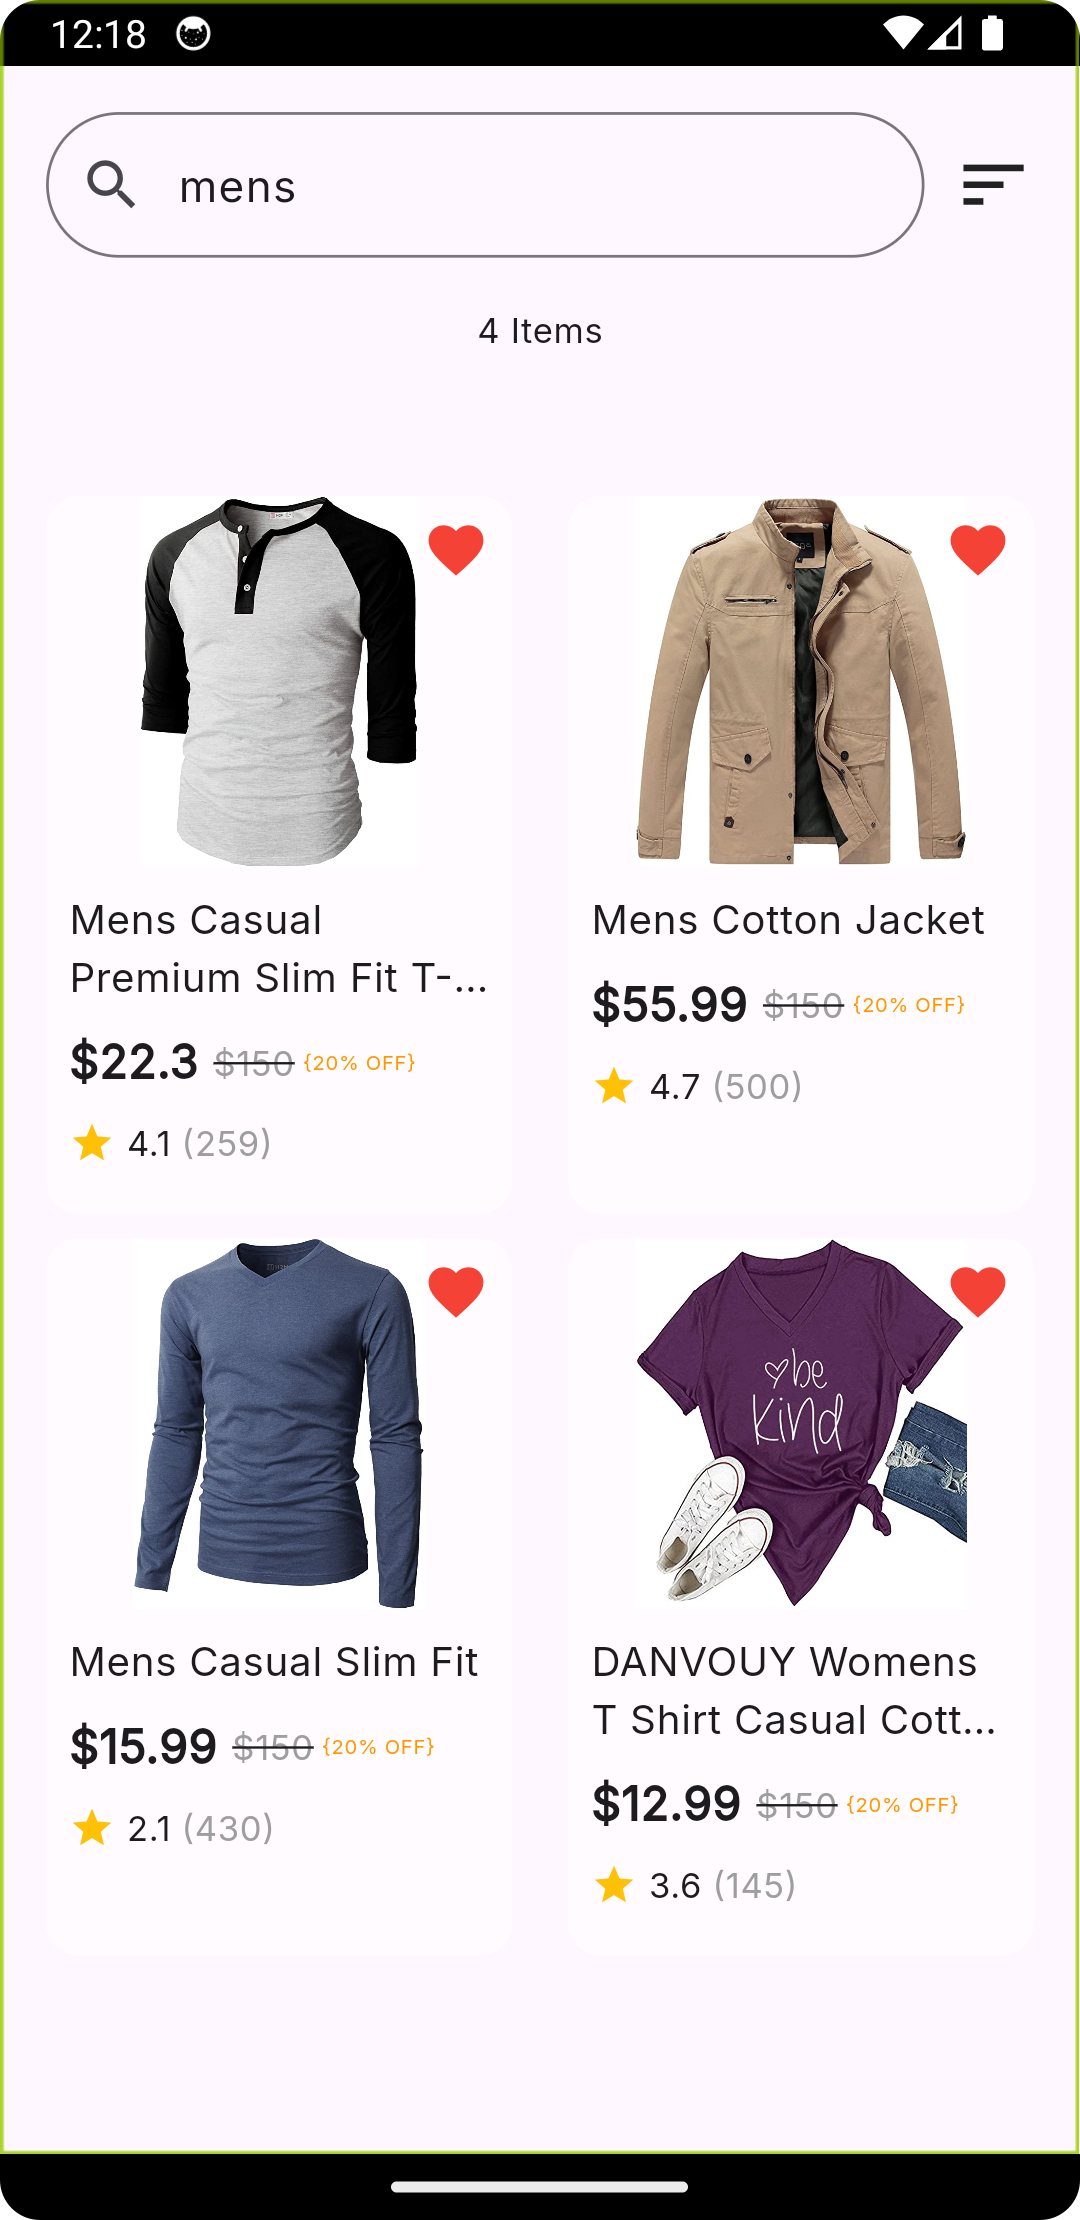 12:18
mens
4 Items
Mens Casual
Premium Slim Fit T-...
$22.3 $150 {20% OFF}
4.1 (259)
Mens Cotton Jacket
$55.99 $150 {20% OFF}
4.7 (500)
be
kind
Mens Casual Slim Fit
$15.99 $150 {20% OFF}
2.1 (430)
DANVOUY Womens
T Shirt Casual Cott...
$12.99 $150 {20% OFF}
3.6 (145)